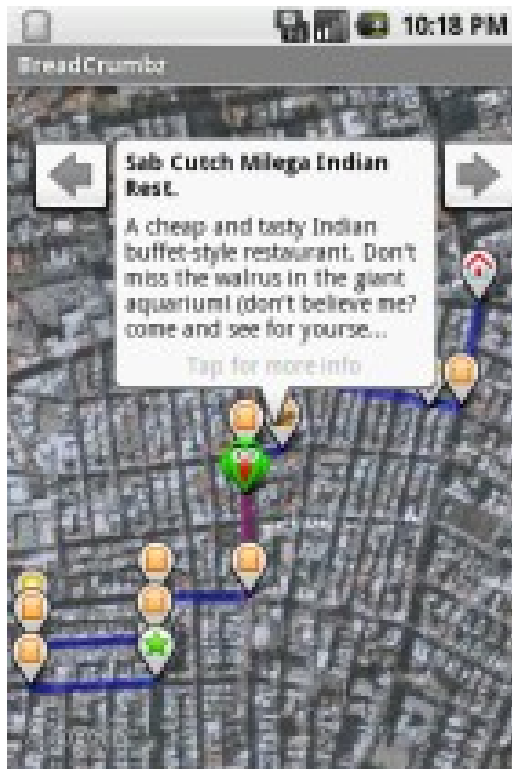 10:18 PM
BreadCrumbz
Sab Cutch Milega Indian
Rest.
A cheap and tasty Indian
buffet-style restaurant. Don't
miss the walrus in the giant
aquarium! (don't believe me?
come and see for yourse...
Tap for more info